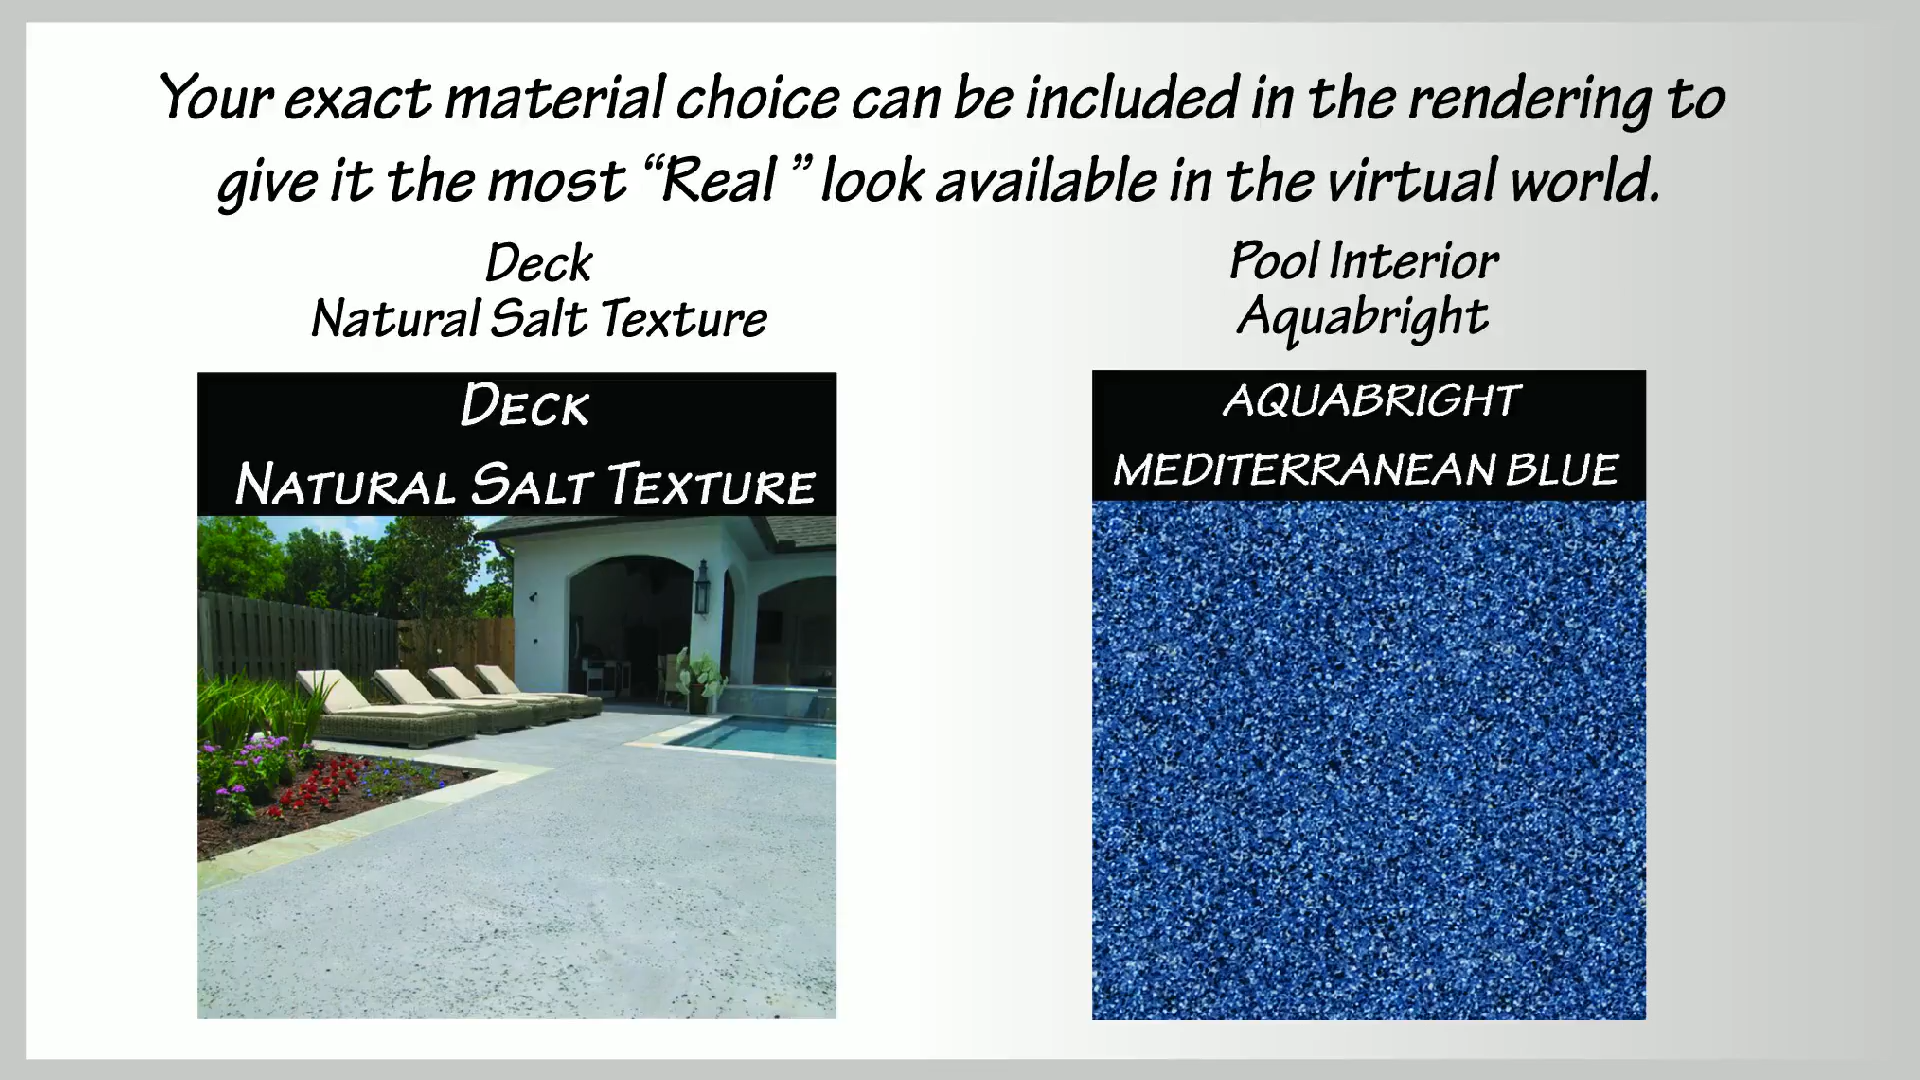 Your exact material choice can be included in the rendering to
give it the most “Real ” look available in the virtual world.
Deck
Natural Salt Texture
Pool Interior
Aquabright
DECK
NATURAL SALT TEXTURE
AQUABRIGHT
MEDITERRANEAN BLUE